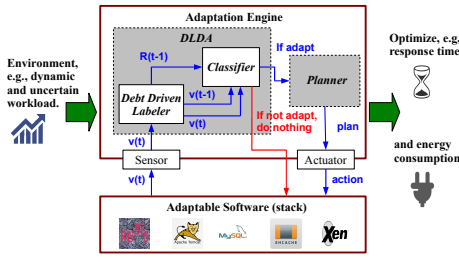 Adaptation Engine
Environment,
e.g., dynamic
and uncertain
workload.
DLDA
R(t-1)
Classifier
Debt Driven
Labeler
v(t-1)
v(t)
If adapt
Planner
If not adapt,
do nothing
plan
v(t)
Sensor
Actuator
v(t)
action
Adaptable Software (stack)
Apache Tomcat
MySQL
EHCACHE
Xen
Optimize, e.g.,
response time
and energy
consumption